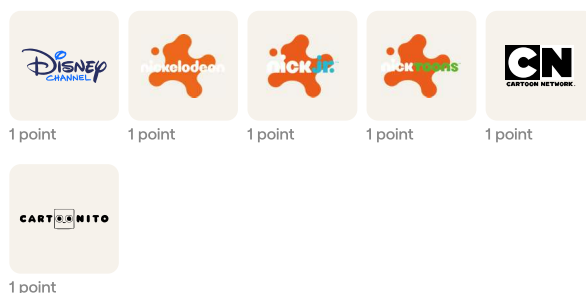 Disney
CHANNEL
nickelodeon
nick jr.
nicktoons
CN
CARTOON NETWORK.
1 point
1 point
1 point
1 point
1 point
CARTOONITO
1 point